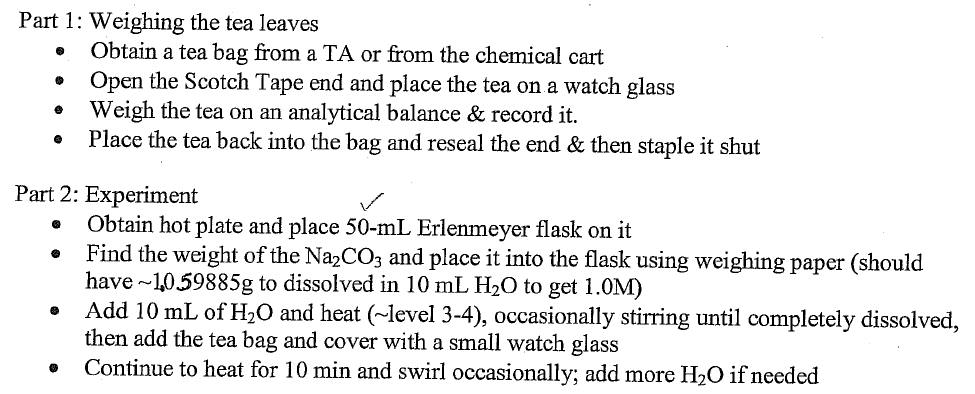 Part 1: Weighing the tea leaves
• Obtain a tea bag from a TA or from the chemical cart
• Open the Scotch Tape end and place the tea on a watch glass
• Weigh the tea on an analytical balance & record it.
• Place the tea back into the bag and reseal the end & then staple it shut
Part 2: Experiment ✓
• Obtain hot plate and place 50-mL Erlenmeyer flask on it
• Find the weight of the Na₂CO₃ and place it into the flask using weighing paper (should
have ~1,0.59885g to dissolved in 10 mL H₂O to get 1.0M)
• Add 10 mL of H₂O and heat (~level 3-4), occasionally stirring until completely dissolved,
then add the tea bag and cover with a small watch glass
• Continue to heat for 10 min and swirl occasionally; add more H₂O if needed